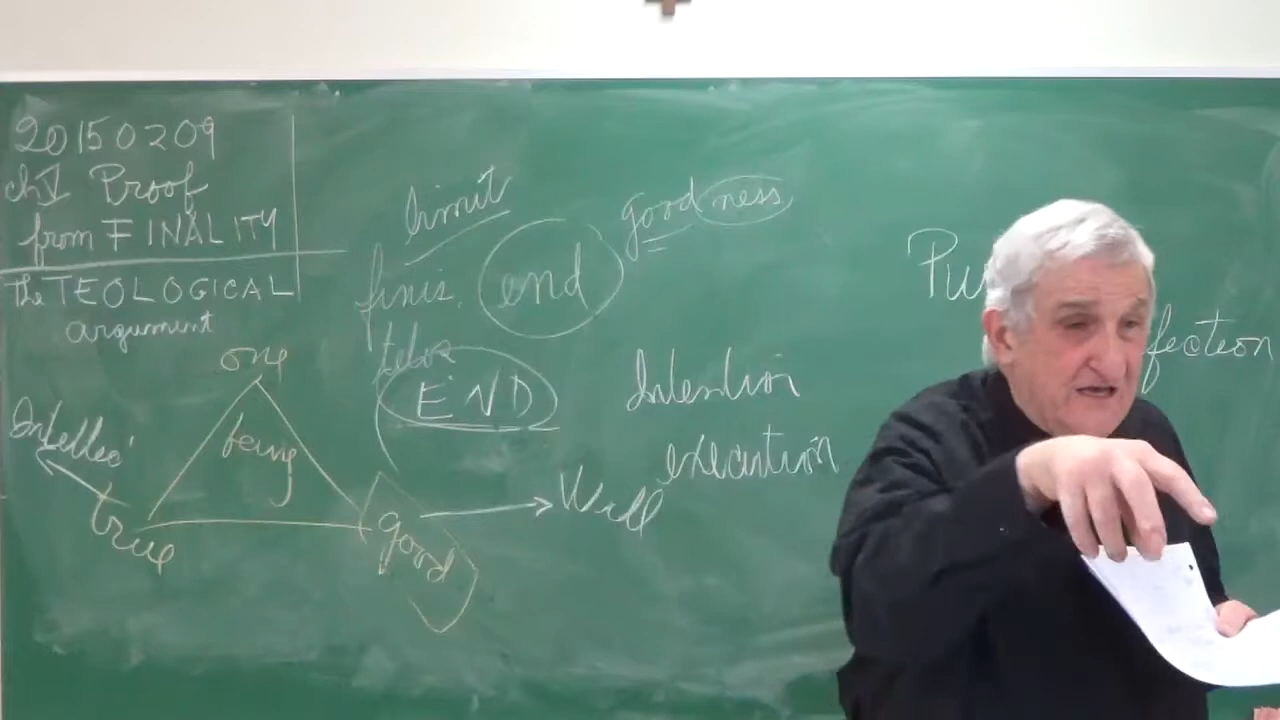 20150209
ch V Proof
from FINALITY
the TEOLOGICAL
argument
limit
goodness
finis, end
telos
END
one
being
true
good
Intellec'
Will
Intention
execution
Pu
fection